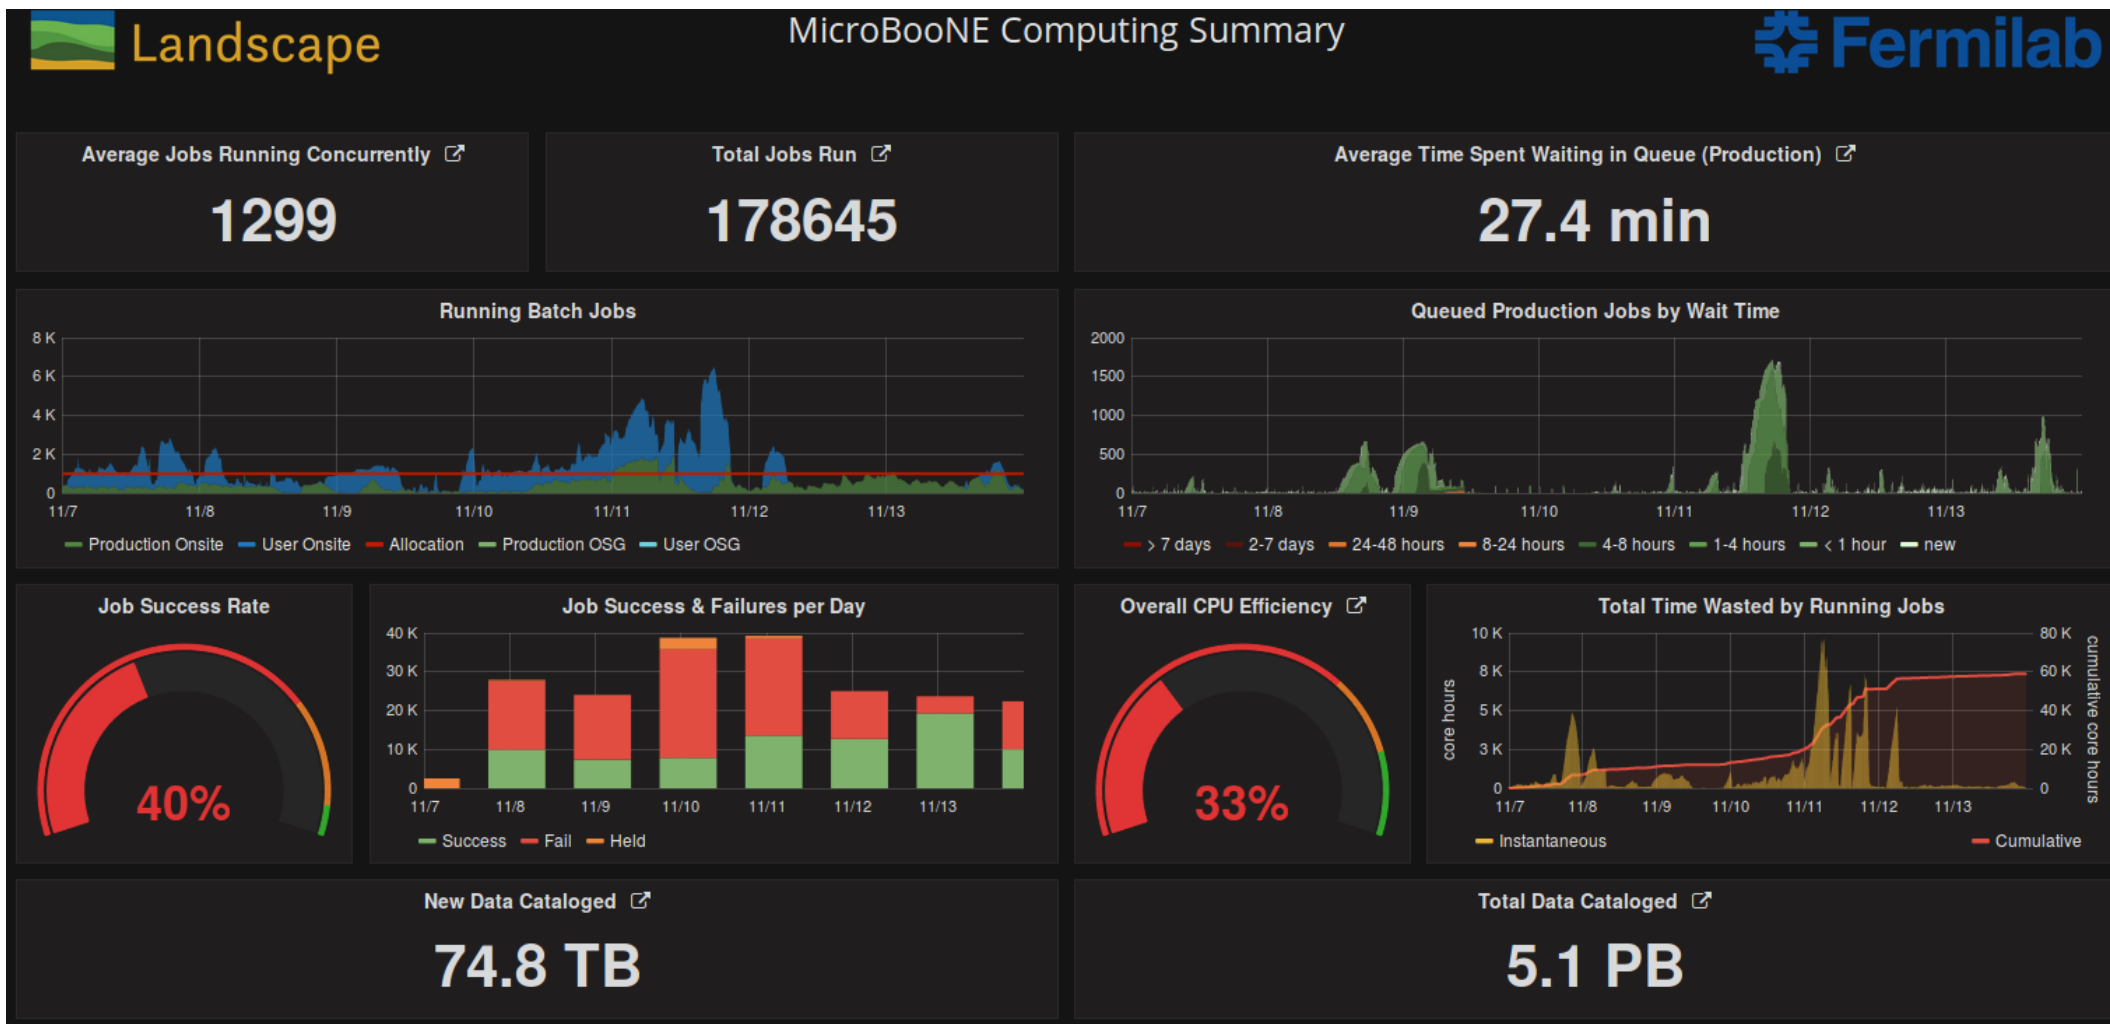 Landscape
MicroBooNE Computing Summary
Fermilab
Average Jobs Running Concurrently
1299
Total Jobs Run
178645
Average Time Spent Waiting in Queue (Production)
27.4 min
Running Batch Jobs
8 K
6 K
4 K
2 K
0
11/7 11/8 11/9 11/10 11/11 11/12 11/13
Production Onsite User Onsite Allocation Production OSG User OSG
Queued Production Jobs by Wait Time
2000
1500
1000
500
0
11/7 11/8 11/9 11/10 11/11 11/12 11/13
> 7 days 2-7 days 24-48 hours 8-24 hours 4-8 hours 1-4 hours < 1 hour new
Job Success Rate
40%
Job Success & Failures per Day
40 K
30 K
20 K
10 K
0
11/7 11/8 11/9 11/10 11/11 11/12 11/13
Success Fail Held
Overall CPU Efficiency
33%
Total Time Wasted by Running Jobs
core hours
10 K
8 K
5 K
3 K
0
80 K
60 K
40 K
20 K
0
cumulative core hours
11/7 11/8 11/9 11/10 11/11 11/12 11/13
Instantaneous Cumulative
New Data Cataloged
74.8 TB
Total Data Cataloged
5.1 PB